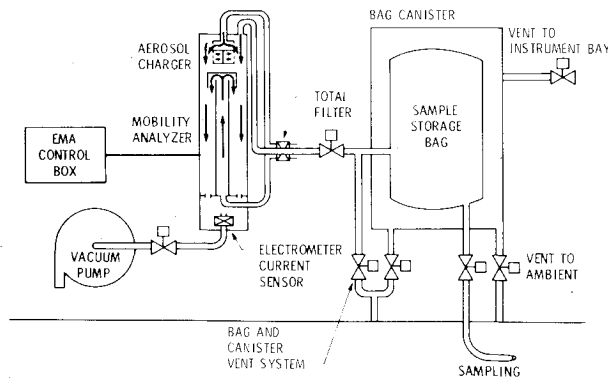 BAG CANISTER
VENT TO
INSTRUMENT BAY
AEROSOL
CHARGER
TOTAL
FILTER
SAMPLE
STORAGE
BAG
MOBILITY
ANALYZER
EMA
CONTROL
BOX
VACUUM
PUMP
ELECTROMETER
CURRENT
SENSOR
VENT TO
AMBIENT
BAG AND
CANISTER
VENT SYSTEM
SAMPLING